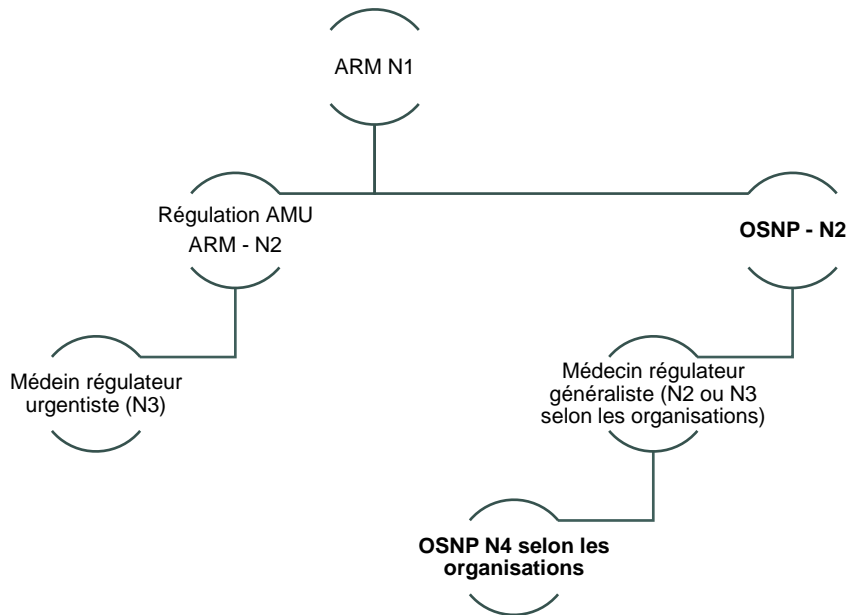 ARM N1
Régulation AMU
ARM - N2
OSNP - N2
Médein régulateur
urgentiste (N3)
Médecin régulateur
généraliste (N2 ou N3
selon les organisations)
OSNP N4 selon les
organisations